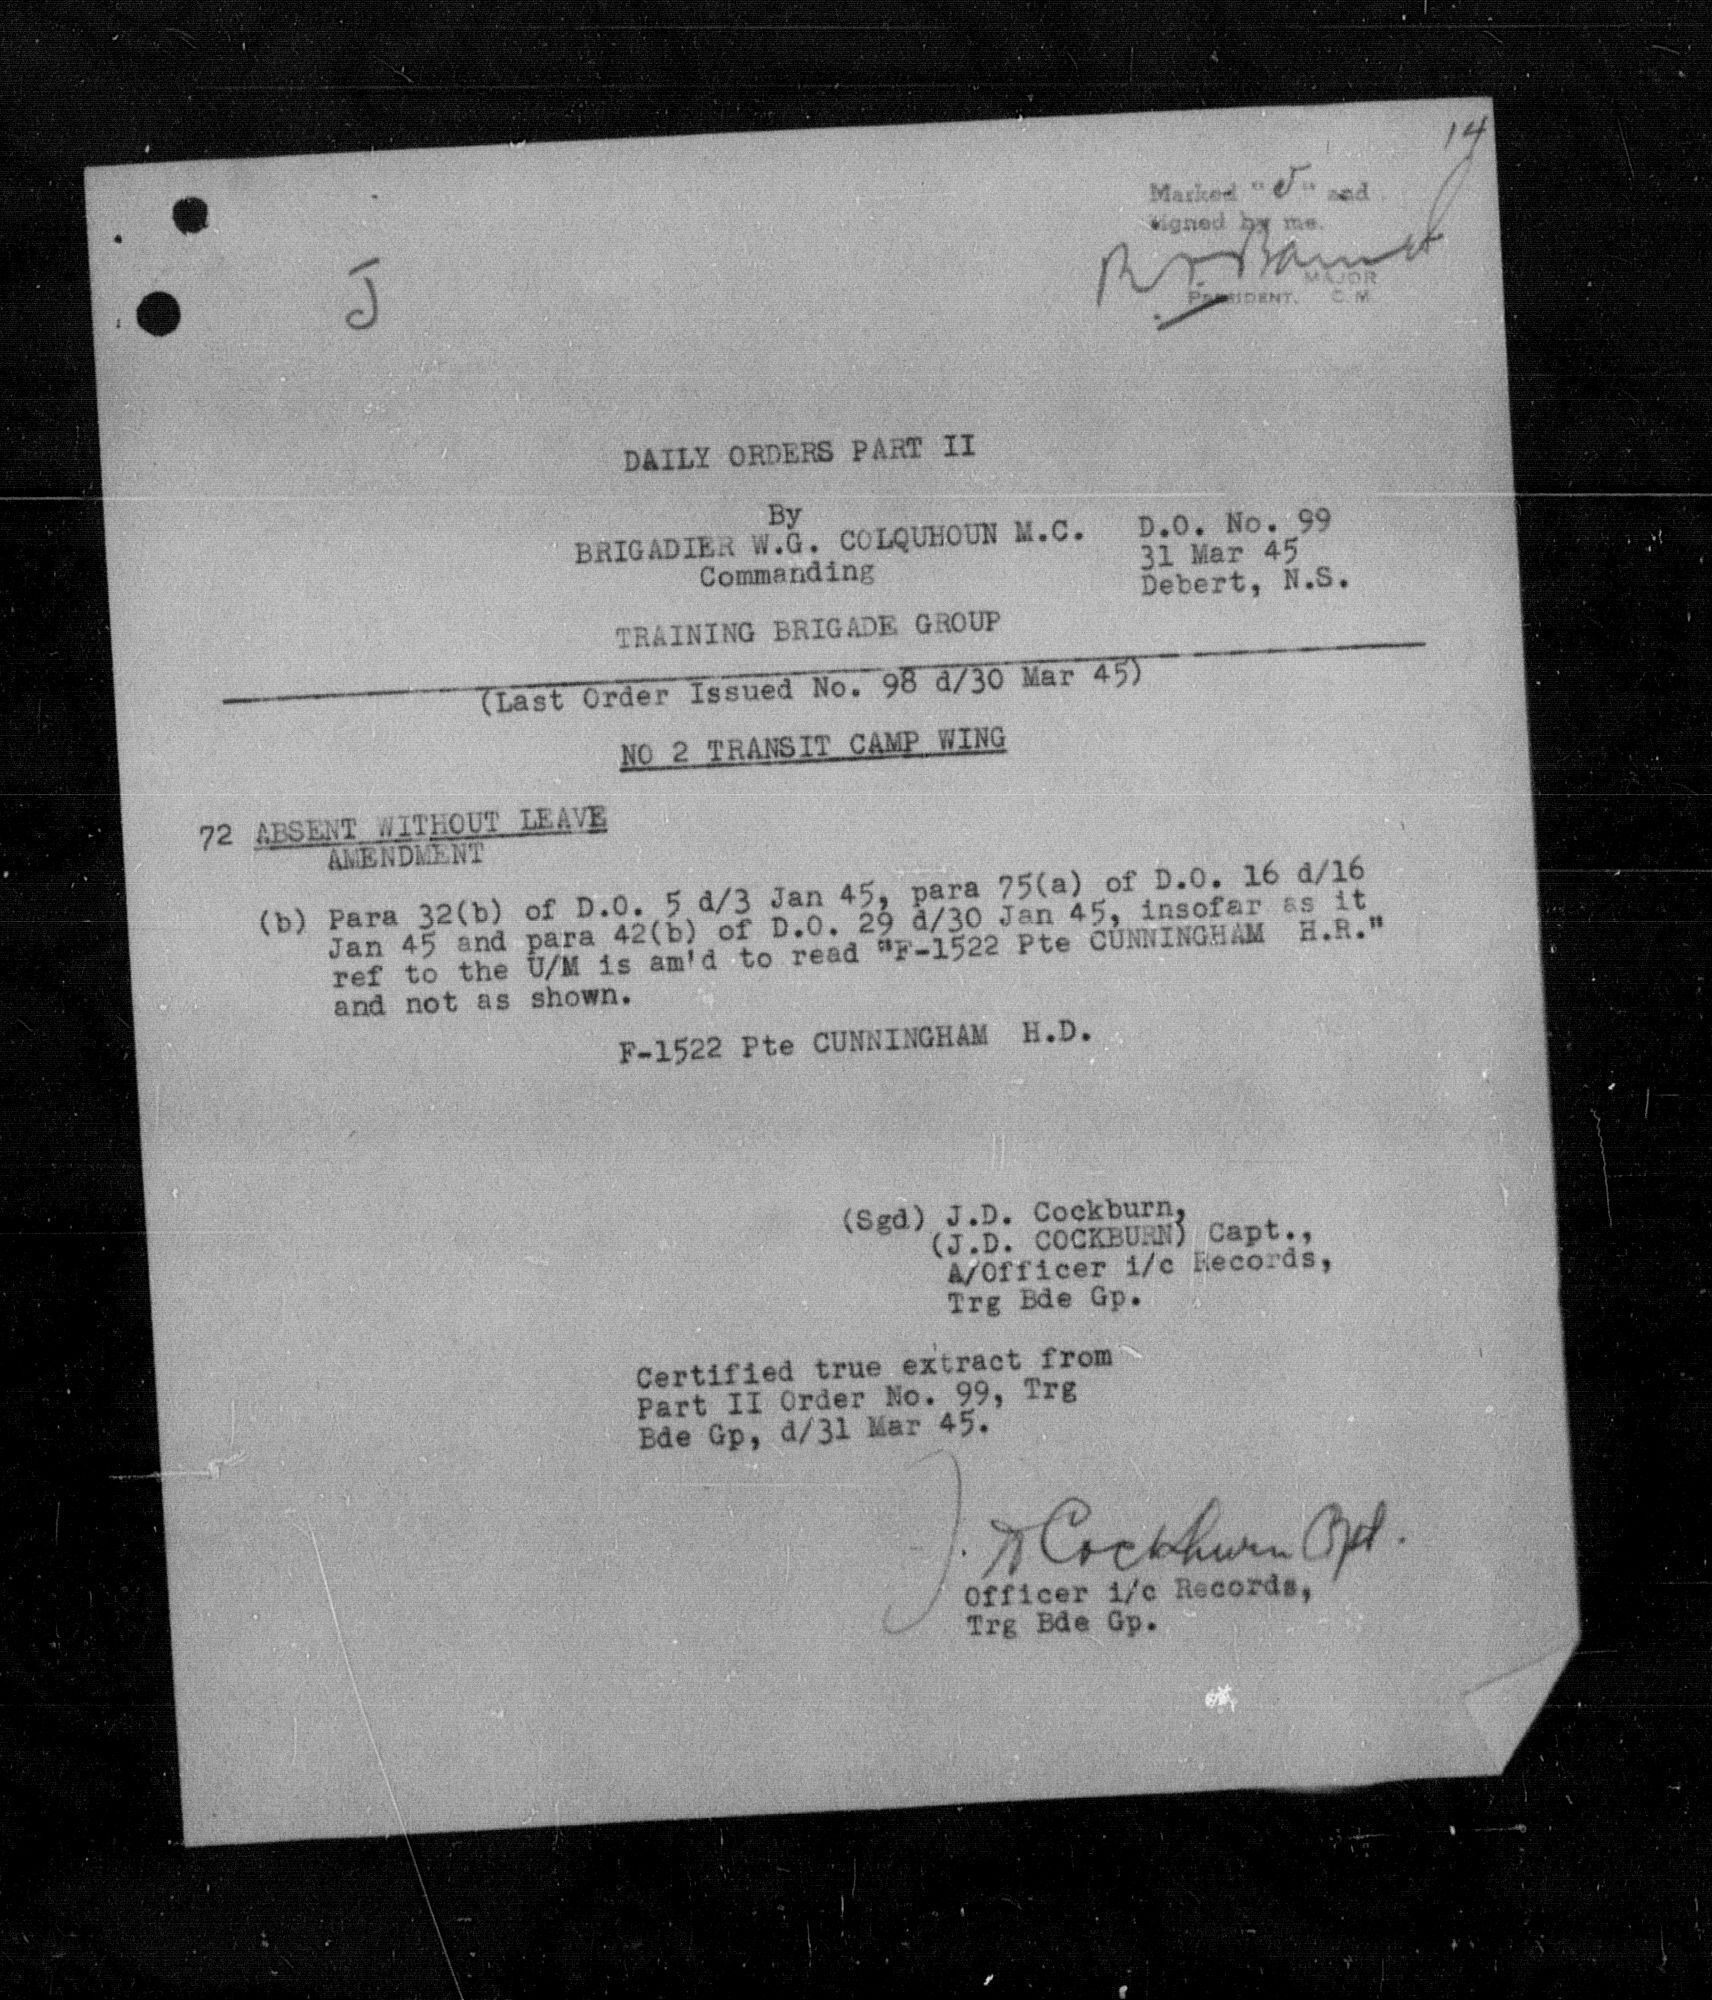 14
Marked "J" and
signed by me.
MAJOR
PRESIDENT. C.M.
J
DAILY ORDERS PART II
By
BRIGADIER W.G. COLQUHOUN M.C. D.O. No. 99
Commanding 31 Mar 45
Debert, N.S.
TRAINING BRIGADE GROUP
(Last Order Issued No. 98 d/30 Mar 45)
NO 2 TRANSIT CAMP WING
72 ABSENT WITHOUT LEAVE
AMENDMENT
(b) Para 32(b) of D.O. 5 d/3 Jan 45, para 75(a) of D.O. 16 d/16
Jan 45 and para 42(b) of D.O. 29 d/30 Jan 45, insofar as it
ref to the U/M is am'd to read "F-1522 Pte CUNNINGHAM H.R."
and not as shown.
F-1522 Pte CUNNINGHAM H.D.
(Sgd) J.D. Cockburn,
(J.D. COCKBURN) Capt.,
A/Officer i/c Records,
Trg Bde Gp.
Certified true extract from
Part II Order No. 99, Trg
Bde Gp, d/31 Mar 45.
J. D Cockburn Capt.
Officer i/c Records,
Trg Bde Gp.